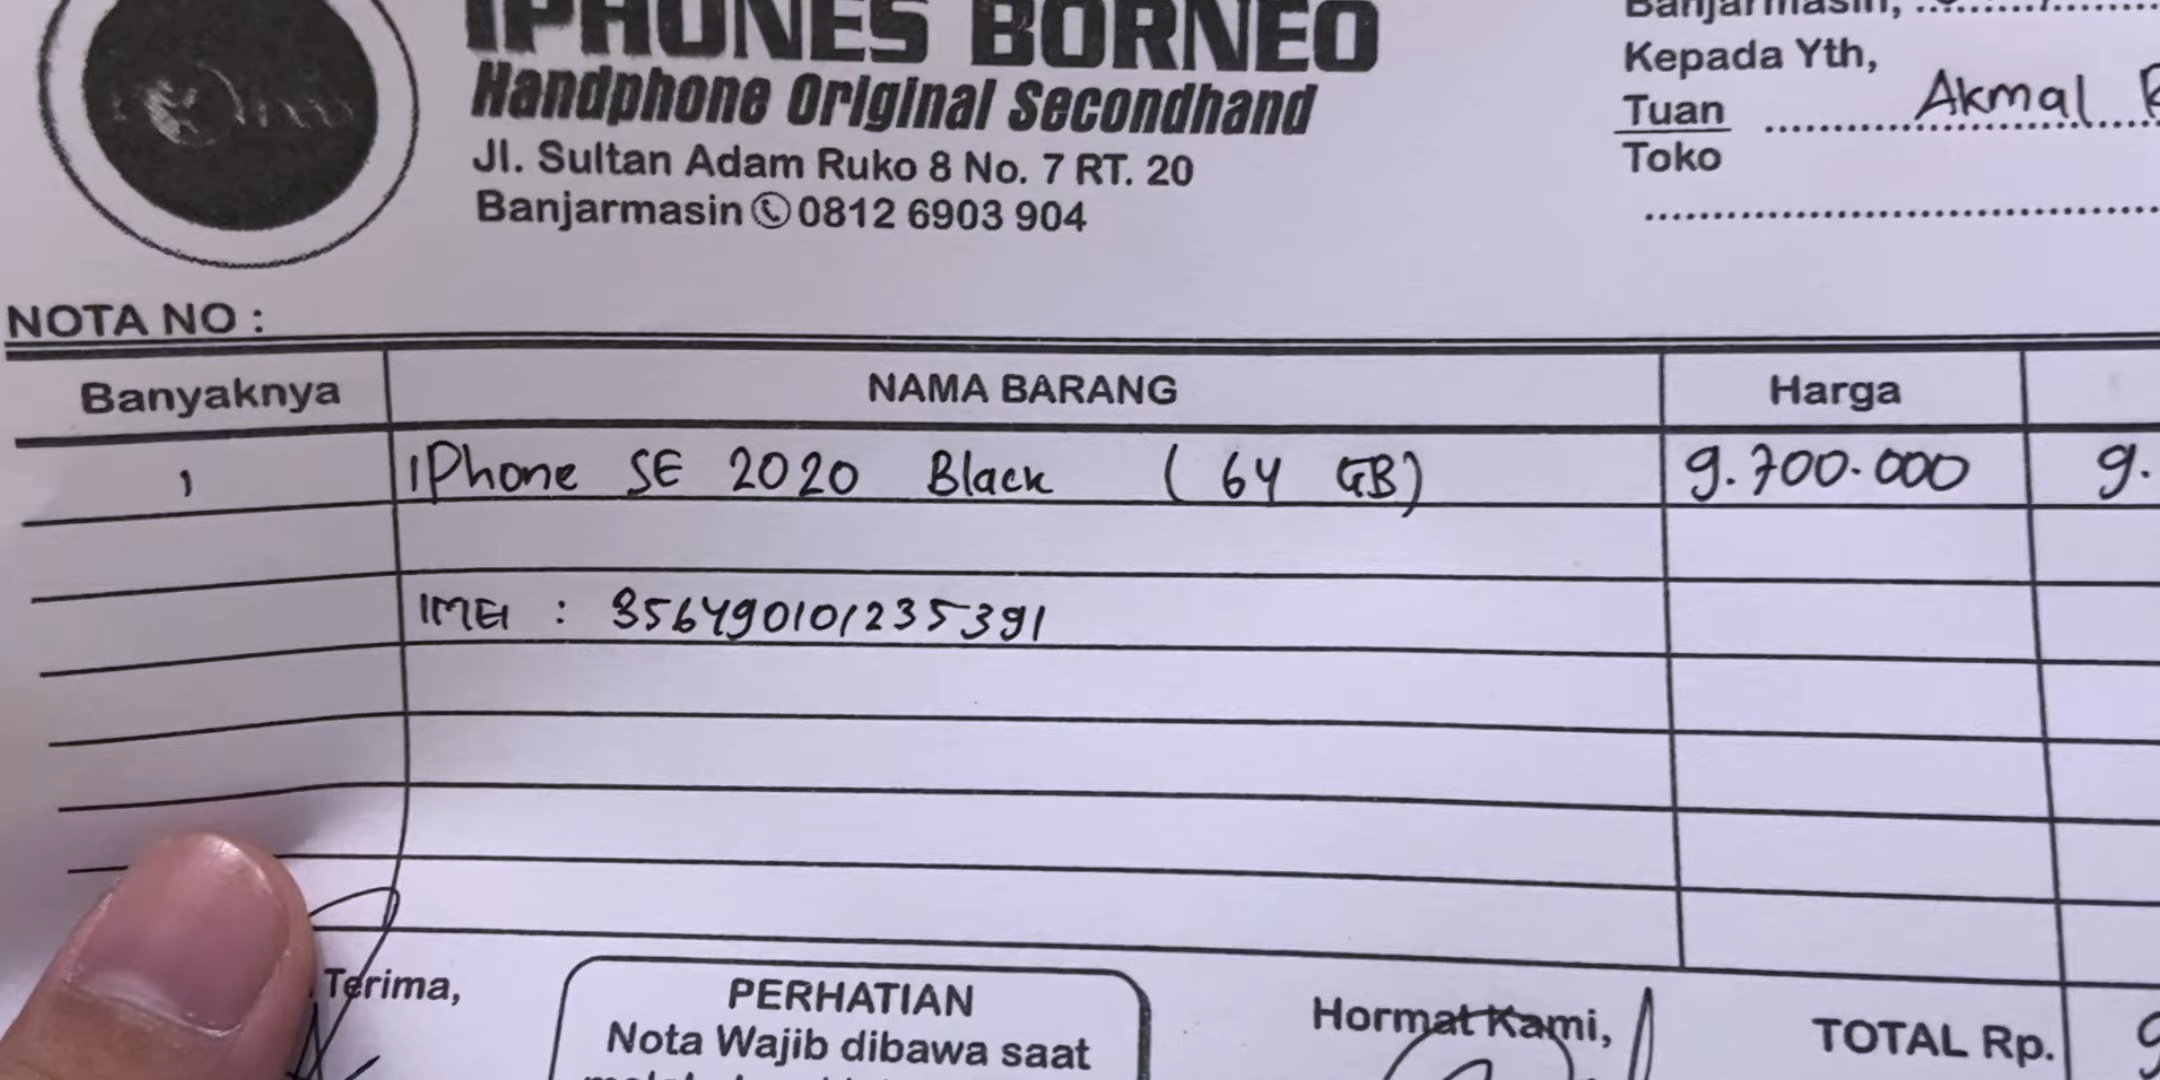 IPHONES BORNEO
Handphone Original Secondhand
Jl. Sultan Adam Ruko 8 No. 7 RT. 20
Banjarmasin 0812 6903 904
Banjarmasin,
Kepada Yth,
Tuan Akmal
Toko
NOTA NO :
Banyaknya NAMA BARANG Harga
1 iPhone SE 2020 Black (64 GB) 9.700.000 9.
IMEI : 356490101235391
Terima,
PERHATIAN
Nota Wajib dibawa saat
Hormat Kami,
TOTAL Rp.